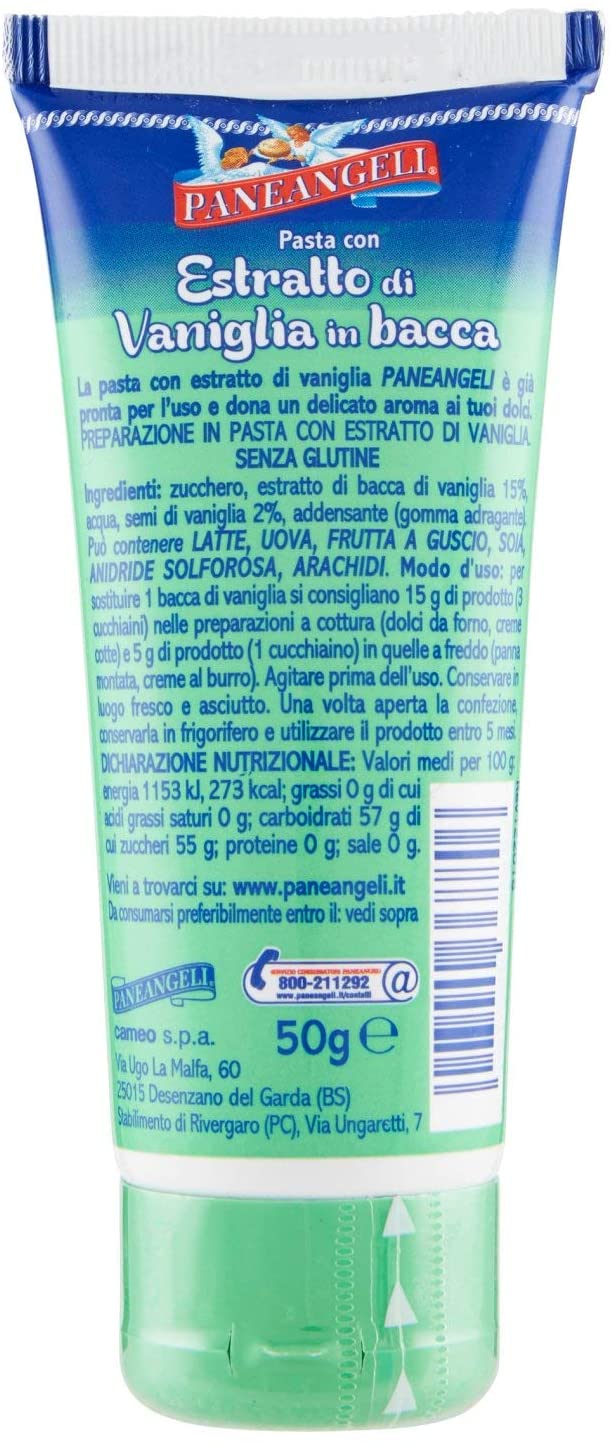 PANEANGELI
Pasta con
Estratto di
Vaniglia in bacca
La pasta con estratto di vaniglia PANEANGELI è già
pronta per l'uso e dona un delicato aroma ai tuoi dolci.
PREPARAZIONE IN PASTA CON ESTRATTO DI VANIGLIA.
SENZA GLUTINE
Ingredienti: zucchero, estratto di bacca di vaniglia 15%,
acqua, semi di vaniglia 2%, addensante (gomma adragante).
Può contenere LATTE, UOVA, FRUTTA A GUSCIO, SOIA,
ANIDRIDE SOLFOROSA, ARACHIDI. Modo d'uso: per
sostituire 1 bacca di vaniglia si consigliano 15 g di prodotto (3
cucchiaini) nelle preparazioni a cottura (dolci da forno, creme
cotte) e 5 g di prodotto (1 cucchiaino) in quelle a freddo (panna
montata, creme al burro). Agitare prima dell'uso. Conservare in
luogo fresco e asciutto. Una volta aperta la confezione,
conservarla in frigorifero e utilizzare il prodotto entro 5 mesi.
DICHIARAZIONE NUTRIZIONALE: Valori medi per 100 g:
energia 1153 kJ, 273 kcal; grassi 0 g di cui
acidi grassi saturi 0 g; carboidrati 57 g di
cui zuccheri 55 g; proteine 0 g; sale 0 g.
Vieni a trovarci su: www.paneangeli.it
Da consumarsi preferibilmente entro il: vedi sopra
PANEANGELI
SERVIZIO CONSUMATORI PANEANGELI
800-211292
www.paneangeli.it/contatti
@
cameo s.p.a.
50g e
Via Ugo La Malfa, 60
25015 Desenzano del Garda (BS)
Stabilimento di Rivergaro (PC), Via Ungaretti, 7